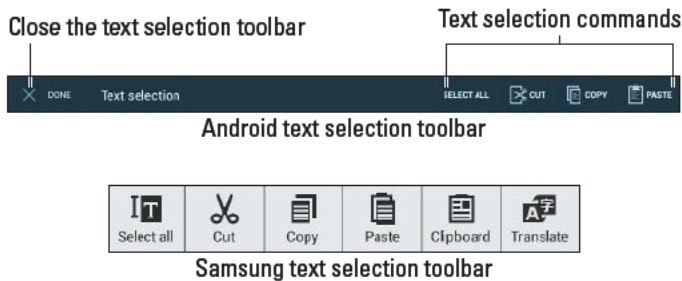 Close the text selection toolbar
Text selection commands
DONE Text selection SELECT ALL CUT COPY PASTE
Android text selection toolbar
Select all Cut Copy Paste Clipboard Translate
Samsung text selection toolbar